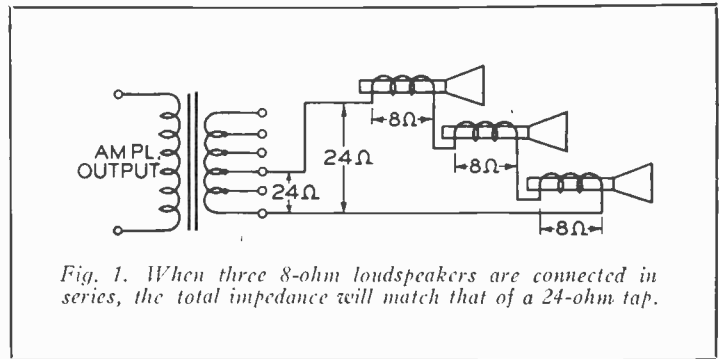 AMPL.
OUTPUT
24Ω
24Ω
8Ω
8Ω
8Ω
Fig. 1. When three 8-ohm loudspeakers are connected in
series, the total impedance will match that of a 24-ohm tap.